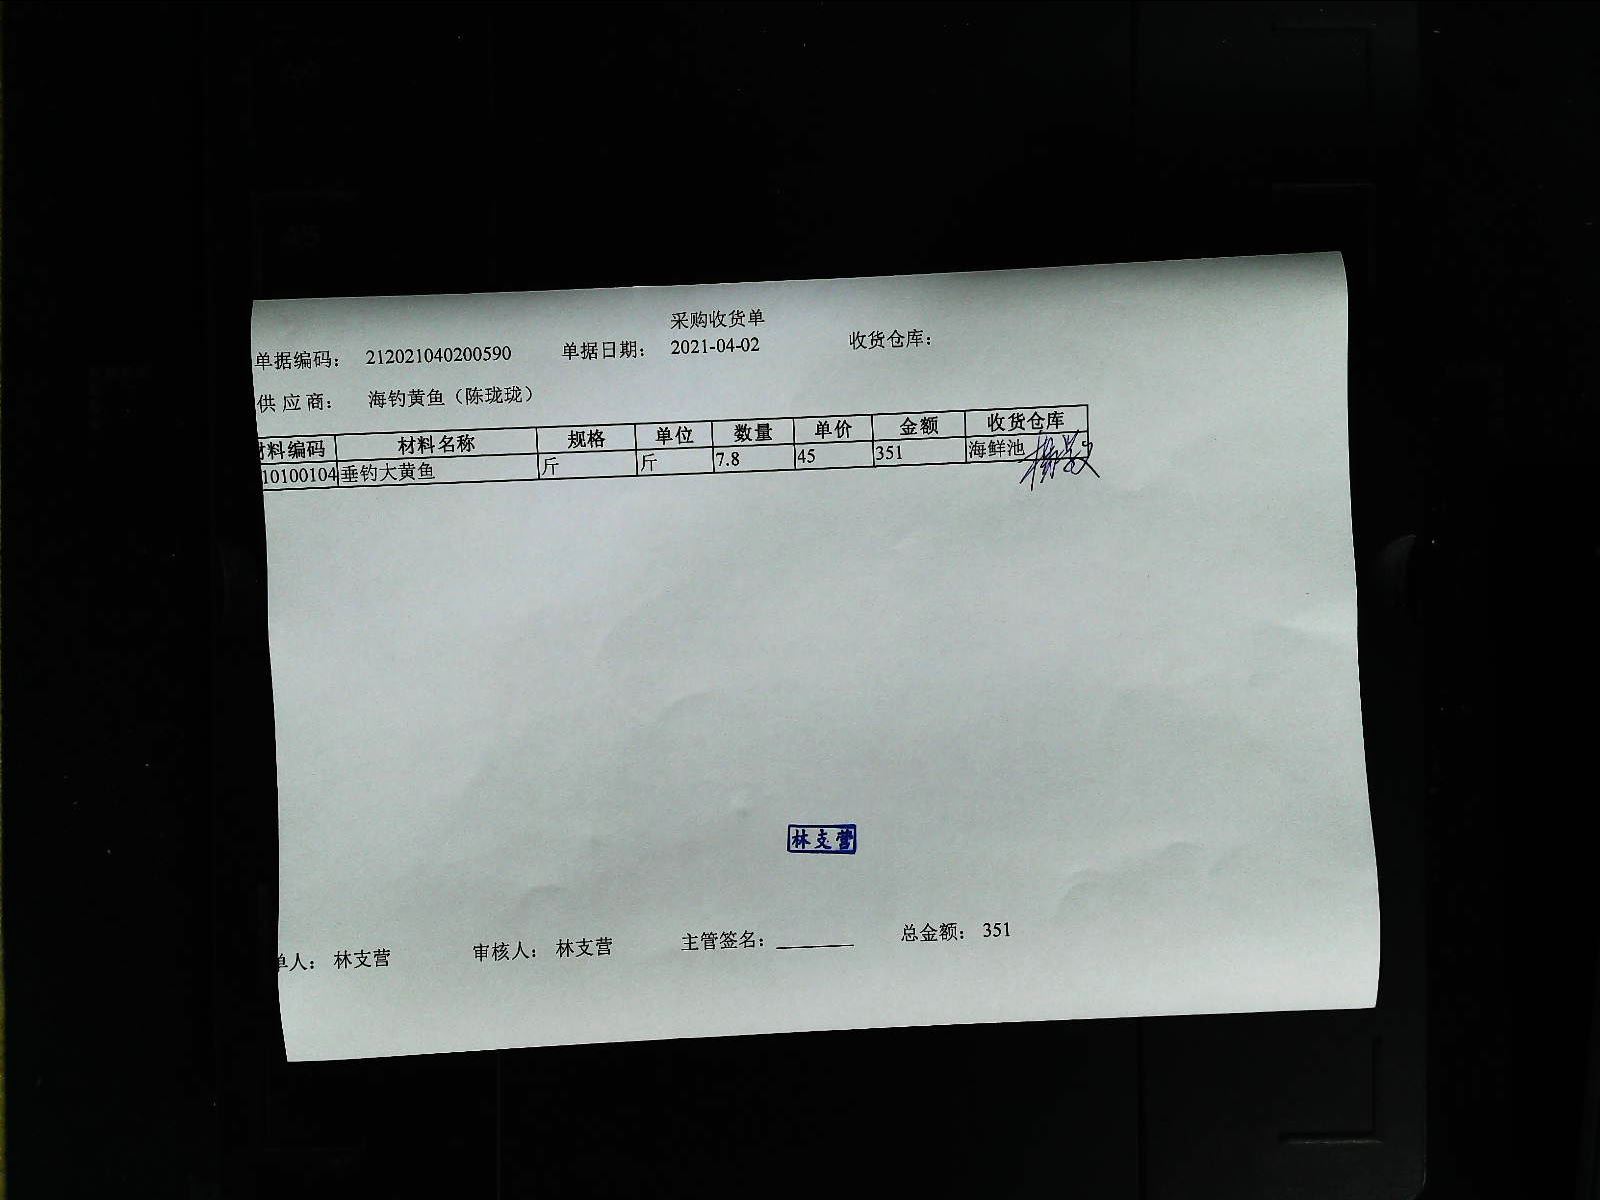 采购收货单
单据编码： 212021040200590 单据日期： 2021-04-02 收货仓库：
供应商： 海钓黄鱼（陈珑珑）
材料编码 材料名称 规格 单位 数量 单价 金额 收货仓库
10100104 垂钓大黄鱼 斤 斤 7.8 45 351 海鲜池
林支营
单人： 林支营 审核人： 林支营 主管签名： 总金额： 351